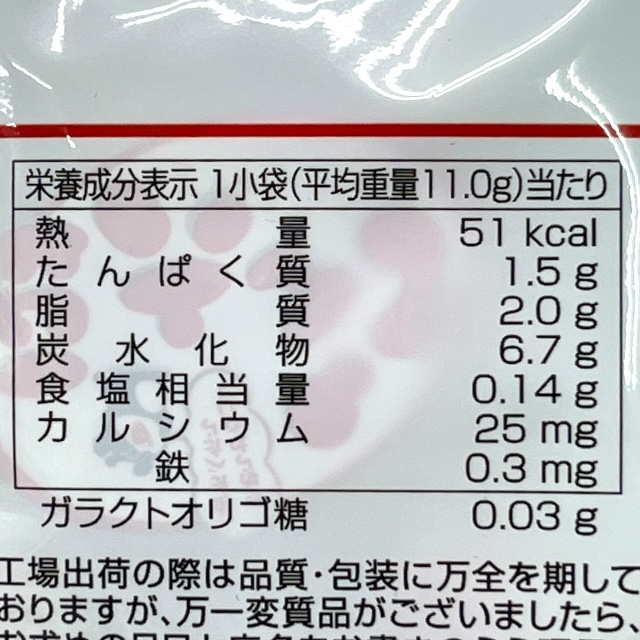 栄養成分表示 1小袋(平均重量11.0g)当たり
熱量 51 kcal
たんぱく質 1.5 g
脂質 2.0 g
炭水化物 6.7 g
食塩相当量 0.14 g
カルシウム 25 mg
鉄 0.3 mg
ガラクトオリゴ糖 0.03 g
工場出荷の際は品質・包装に万全を期して
おりますが、万一変質品がございましたら、